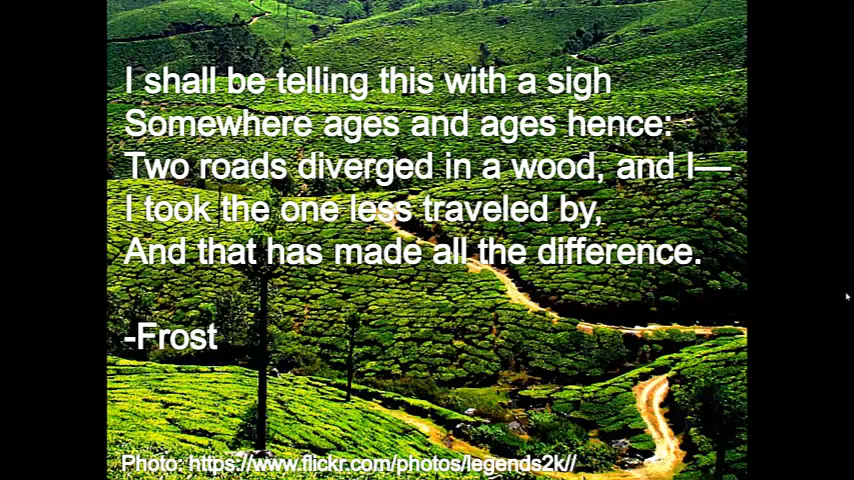 I shall be telling this with a sigh
Somewhere ages and ages hence:
Two roads diverged in a wood, and I—
I took the one less traveled by,
And that has made all the difference.
-Frost
Photo: https://www.flickr.com/photos/legends2k//